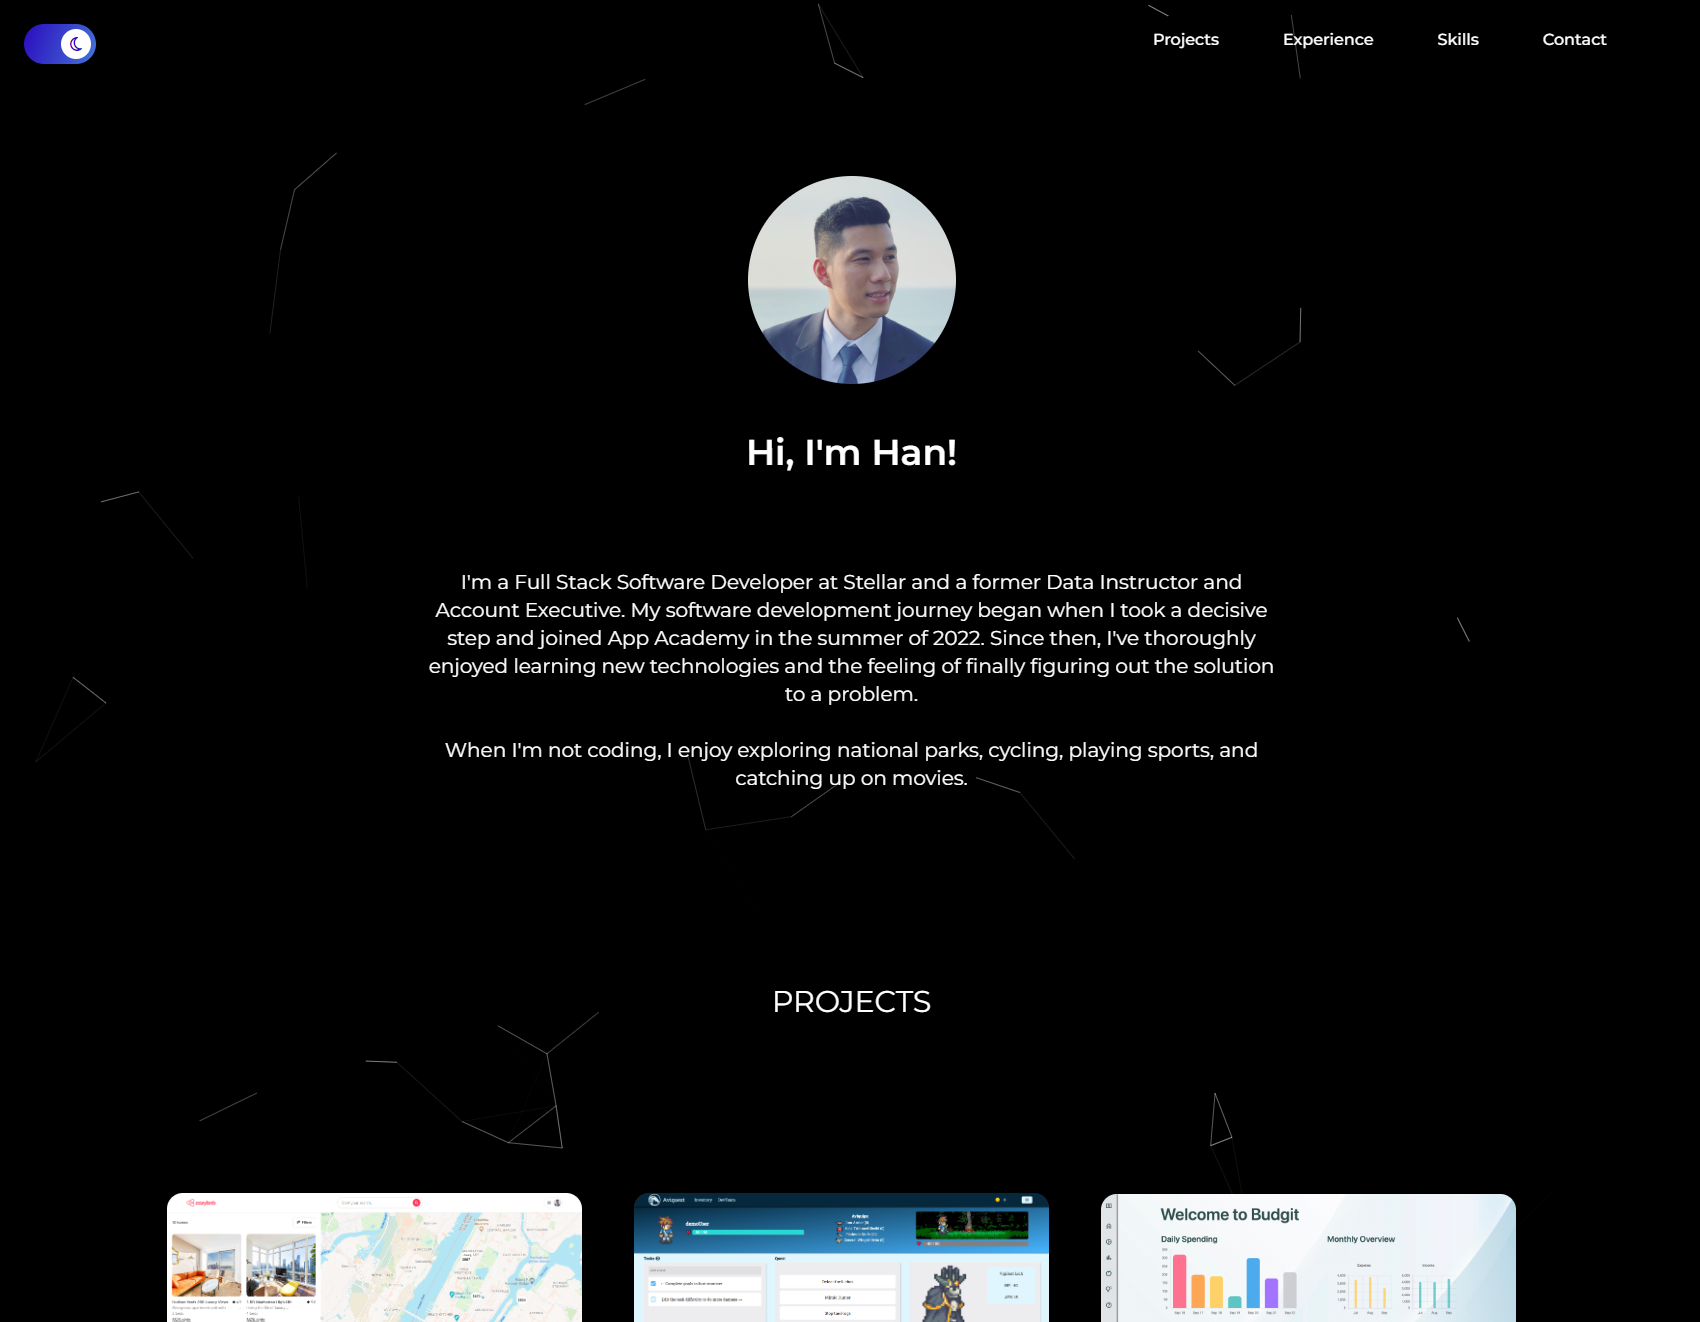 Projects
Experience
Skills
Contact
Hi, I'm Han!
I'm a Full Stack Software Developer at Stellar and a former Data Instructor and
Account Executive. My software development journey began when I took a decisive
step and joined App Academy in the summer of 2022. Since then, I've thoroughly
enjoyed learning new technologies and the feeling of finally figuring out the solution
to a problem.
When I'm not coding, I enjoy exploring national parks, cycling, playing sports, and
catching up on movies.
PROJECTS
Filters
Inventory
Welcome to Budgit
Daily Spending
Monthly Overview